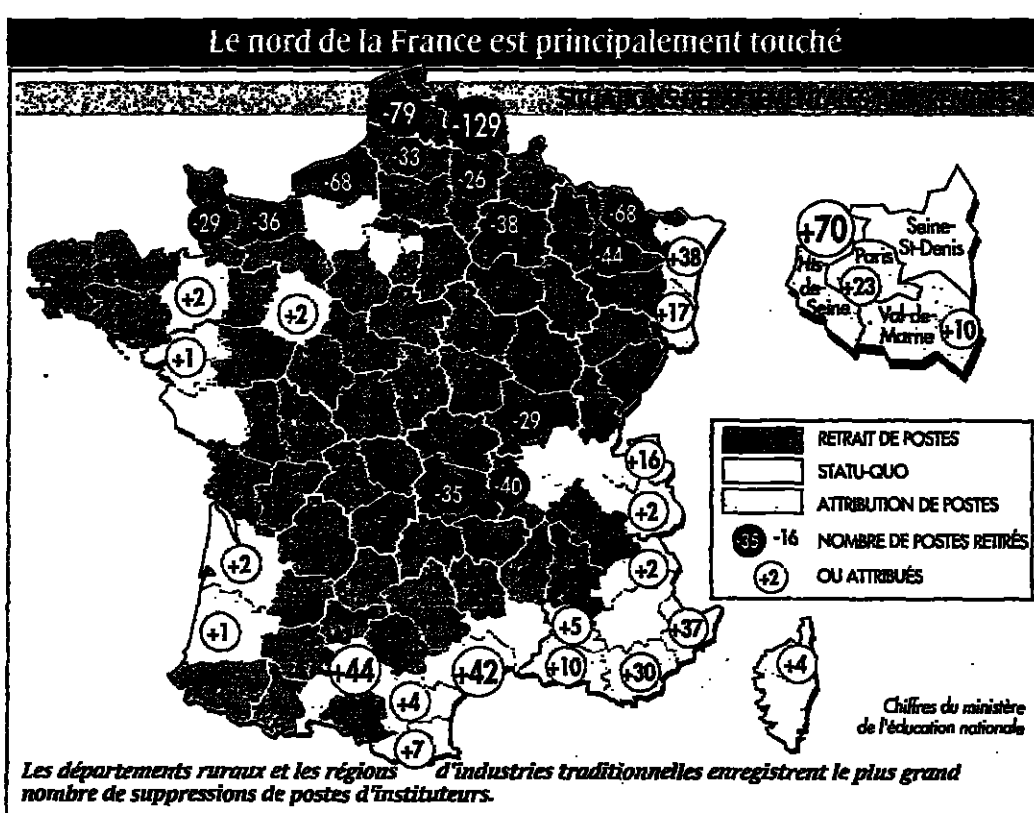 Le nord de la France est principalement touché
-79
-129
-33
-68
-26
-29
-36
-38
-68
-44
+38
+2
+2
+17
+1
-29
+16
-35
-40
+2
+2
+2
+1
+5
+37
+44
+42
+10
+30
+4
+4
+7
+70
Seine-
St-Denis
Paris
+23
Hts-
de-
Seine
Val-de-
Marne
+10
RETRAIT DE POSTES
STATU-QUO
ATTRIBUTION DE POSTES
-35 -16 NOMBRE DE POSTES RETIRÉS
+2 OU ATTRIBUÉS
Chiffres du ministère
de l'éducation nationale
Les départements ruraux et les régions d'industries traditionnelles enregistrent le plus grand
nombre de suppressions de postes d'instituteurs.